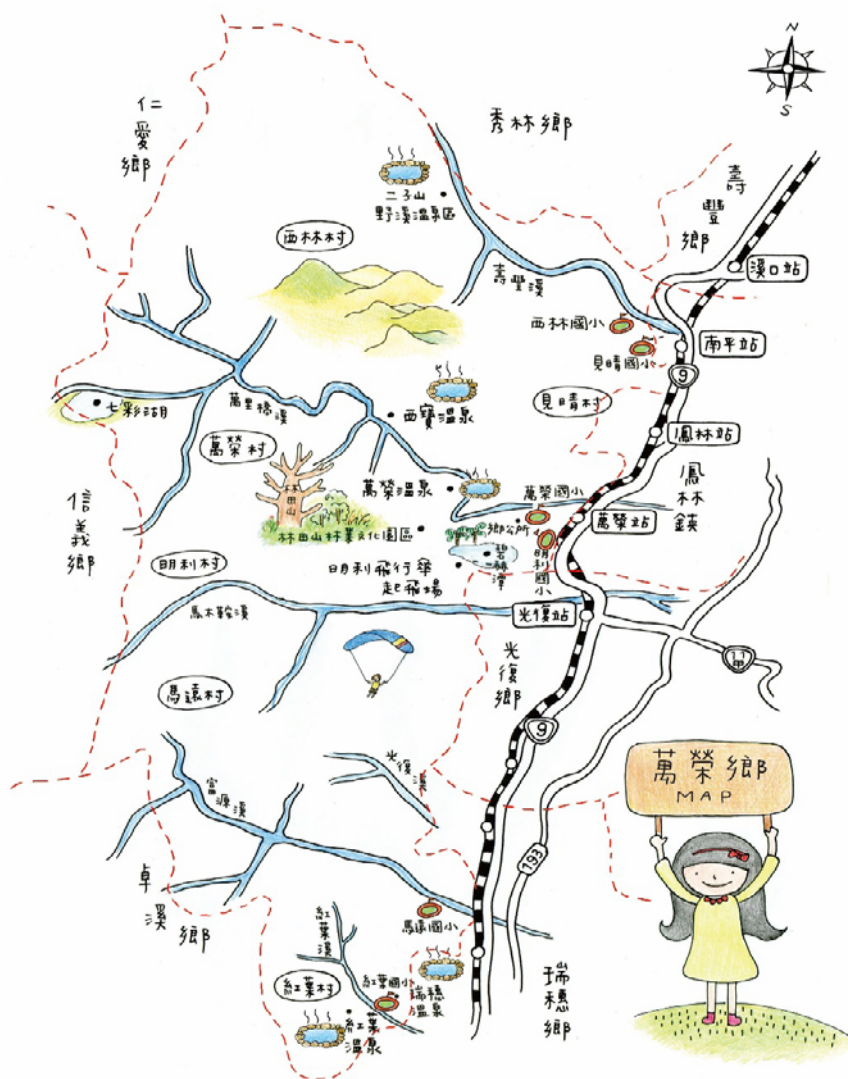 N
S
仁愛鄉
秀林鄉
壽豐鄉
二子山
野溪溫泉區
西林村
溪口站
壽豐溪
西林國小
南平站
見晴國小
9
七彩湖
萬里橋溪
西寶溫泉
見晴村
鳳林站
萬榮村
林田山
萬榮溫泉
萬榮國小
鳳林鎮
信義鄉
林田山林業文化園區
鄉公所
萬榮站
明利村
明利飛行傘
起飛場
碧赫潭
明利國小
馬太鞍溪
光復站
11甲
馬遠村
光復鄉
9
萬榮鄉
MAP
富源溪
光復溪
193
卓溪鄉
馬遠國小
紅葉溪
瑞穗鄉
紅葉村
紅葉國小
瑞穗
溫泉
紅葉
溫泉